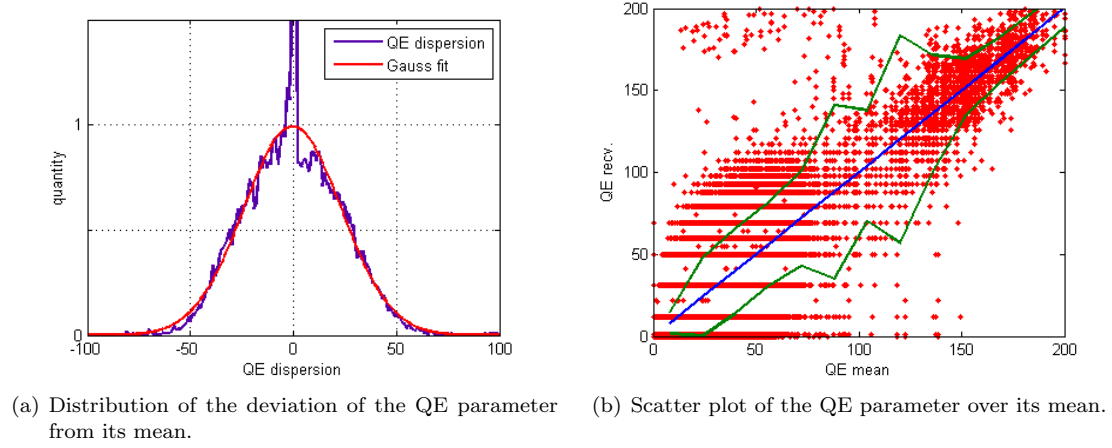 QE dispersion
Gauss fit
quantity
1
0
-100
-50
0
50
100
QE dispersion
(a) Distribution of the deviation of the QE parameter
from its mean.
QE recv.
200
150
100
50
0
0
50
100
150
200
QE mean
(b) Scatter plot of the QE parameter over its mean.